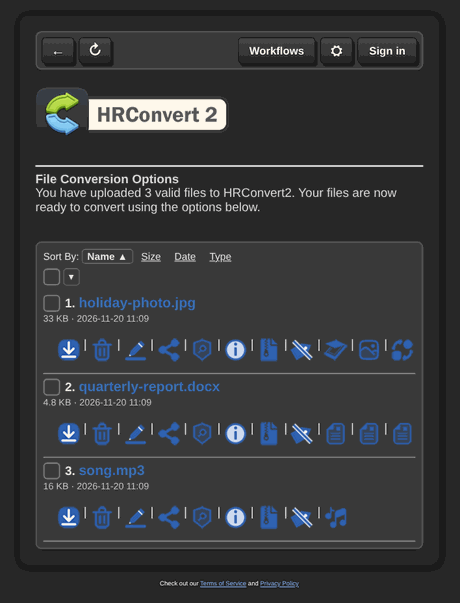 Workflows
Sign in
HRConvert 2
File Conversion Options
You have uploaded 3 valid files to HRConvert2. Your files are now
ready to convert using the options below.
Sort By: Name ▲ Size Date Type
1. holiday-photo.jpg
33 KB · 2026-11-20 11:09
2. quarterly-report.docx
4.8 KB · 2026-11-20 11:09
3. song.mp3
16 KB · 2026-11-20 11:09
Check out our Terms of Service and Privacy Policy